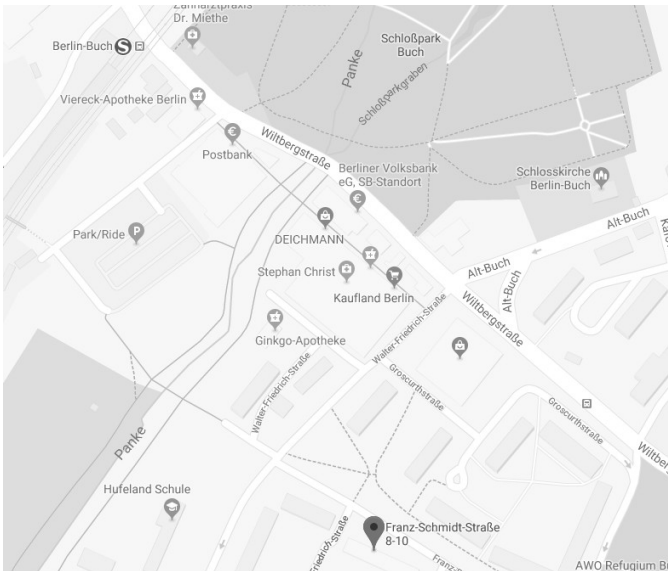 Zahnarztpraxis
Dr. Miethe
Schloßpark
Buch
Berlin-Buch
S
Panke
Schloßparkgraben
Viereck-Apotheke Berlin
Wiltbergstraße
Postbank
Berliner Volksbank
eG, SB-Standort
Schlosskirche
Berlin-Buch
Alt-Buch
Park/Ride
P
DEICHMANN
Alt-Buch
Stephan Christ
Kaufland Berlin
Alt-Buch
Wiltbergstraße
Ginkgo-Apotheke
Walter-Friedrich-Straße
Walter-Friedrich-Straße
Groscurthstraße
Groscurthstraße
Panke
Hufeland Schule
Franz-Schmidt-Straße
8-10
AWO Refugium